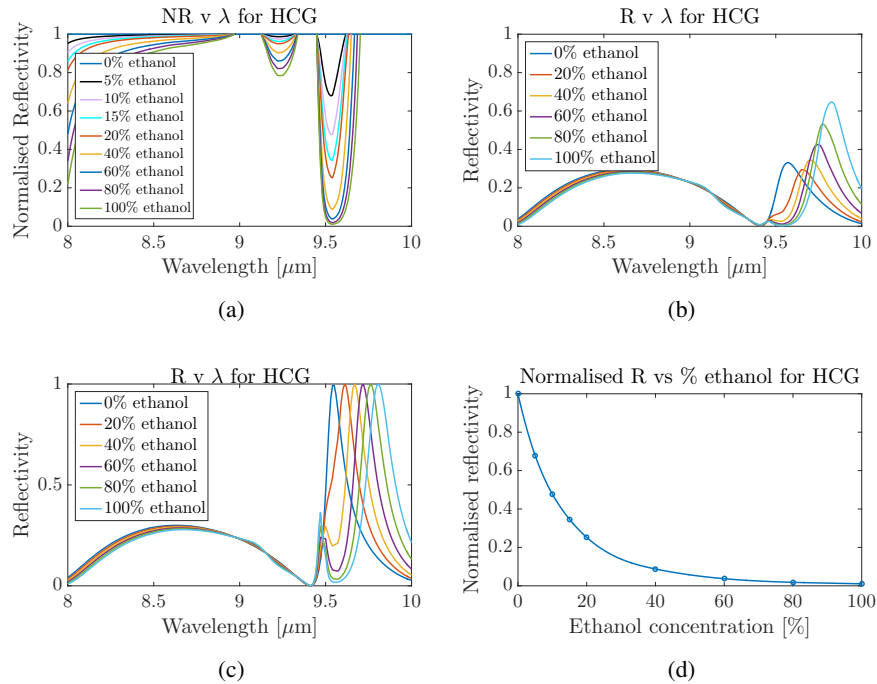 NR v λ for HCG
Normalised Reflectivity
1
0.8
0.6
0.4
0.2
0
0% ethanol
5% ethanol
10% ethanol
15% ethanol
20% ethanol
40% ethanol
60% ethanol
80% ethanol
100% ethanol
8 8.5 9 9.5 10
Wavelength [μm]
(a)
R v λ for HCG
Reflectivity
1
0.8
0.6
0.4
0.2
0
0% ethanol
20% ethanol
40% ethanol
60% ethanol
80% ethanol
100% ethanol
8 8.5 9 9.5 10
Wavelength [μm]
(b)
R v λ for HCG
Reflectivity
1
0.5
0
0% ethanol
20% ethanol
40% ethanol
60% ethanol
80% ethanol
100% ethanol
8 8.5 9 9.5 10
Wavelength [μm]
(c)
Normalised R vs % ethanol for HCG
Normalised reflectivity
1
0.8
0.6
0.4
0.2
0
0 20 40 60 80 100
Ethanol concentration [%]
(d)